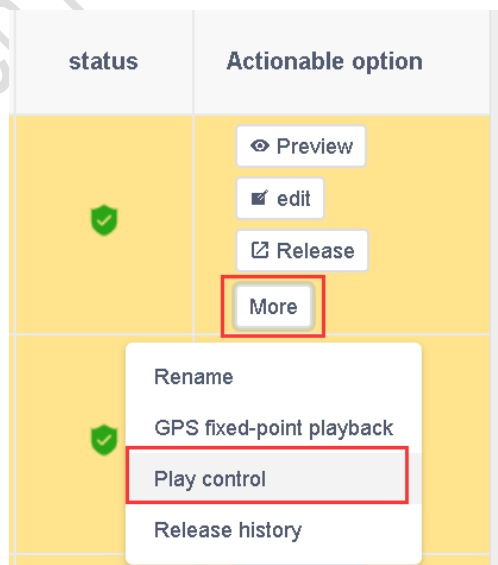 status Actionable option
Preview
edit
Release
More
Rename
GPS fixed-point playback
Play control
Release history